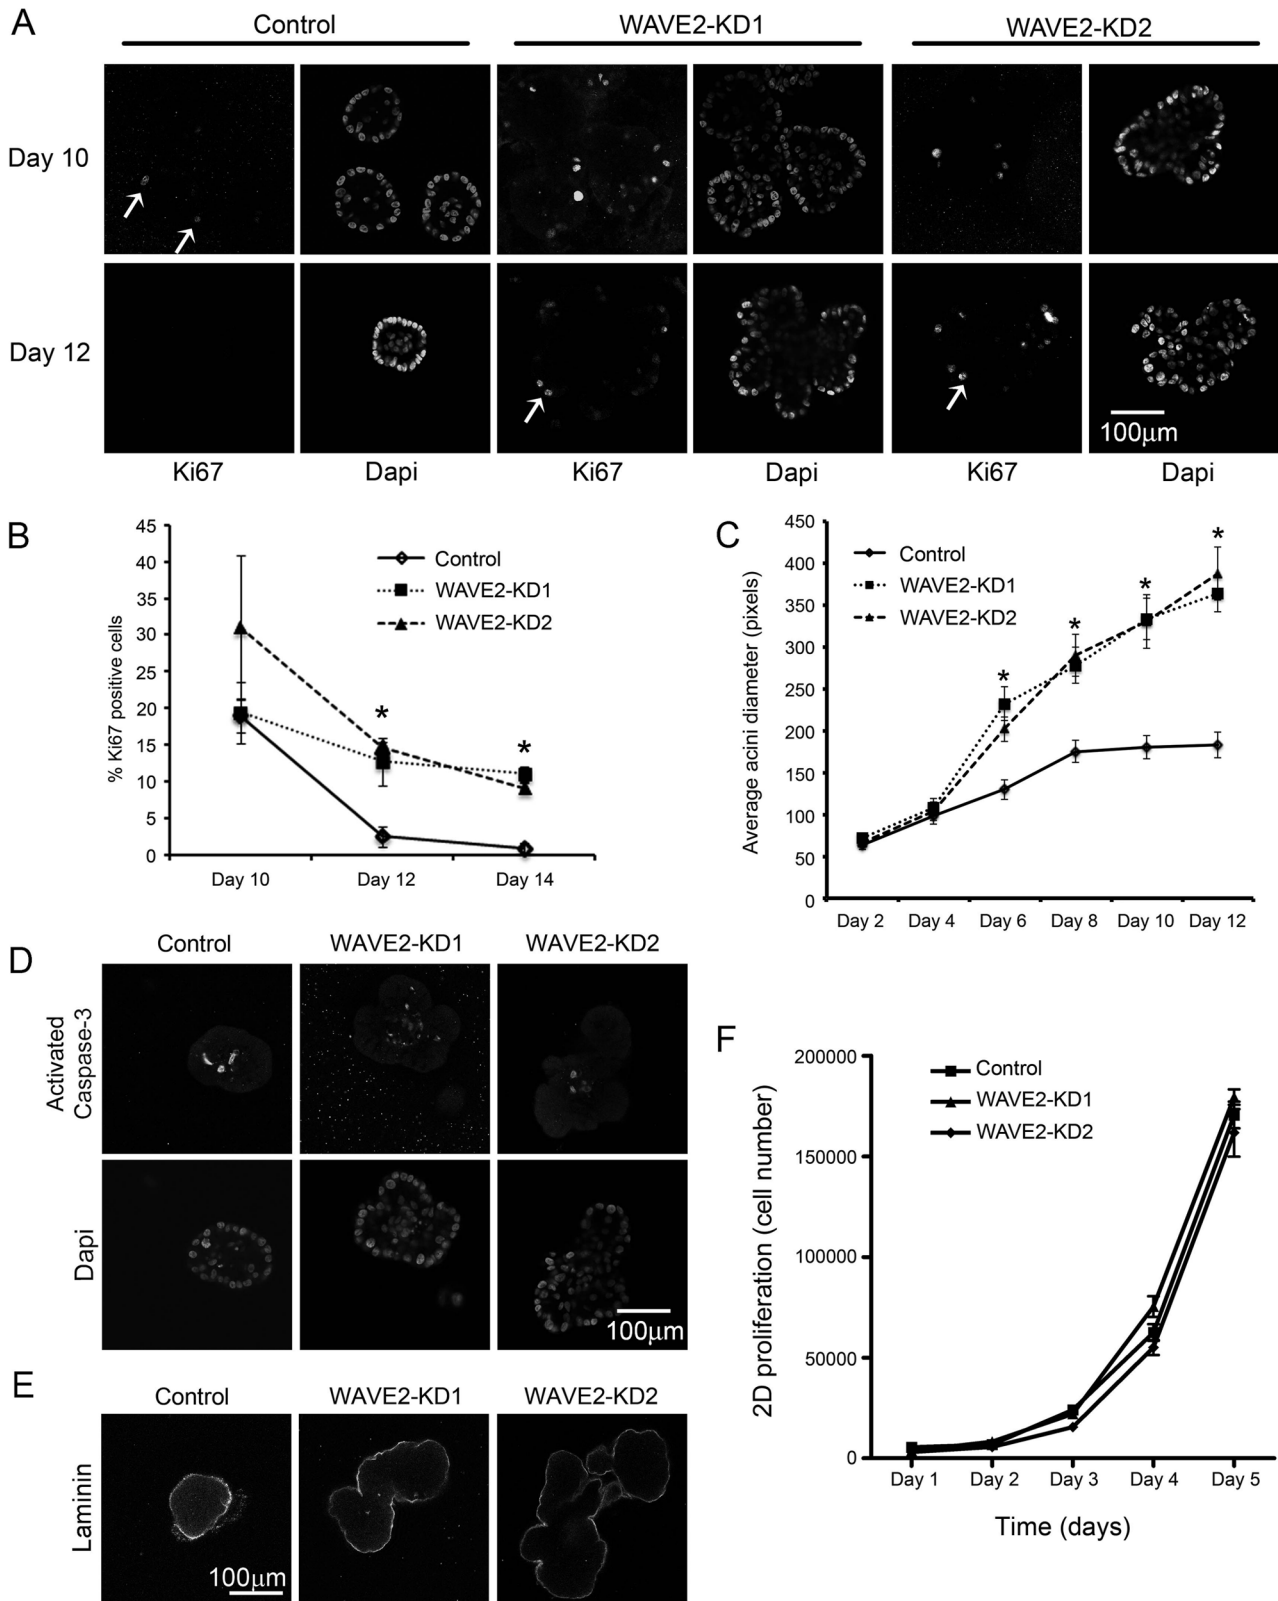 A
Control WAVE2-KD1 WAVE2-KD2
Day 10
Day 12
100μm
Ki67 Dapi Ki67 Dapi Ki67 Dapi
B
% Ki67 positive cells
45
40
35
30
25
20
15
10
5
0
Control
WAVE2-KD1
WAVE2-KD2
*
*
Day 10 Day 12 Day 14
C
Average acini diameter (pixels)
450
400
350
300
250
200
150
100
50
0
Control
WAVE2-KD1
WAVE2-KD2
*
*
*
*
Day 2 Day 4 Day 6 Day 8 Day 10 Day 12
D
Control WAVE2-KD1 WAVE2-KD2
Activated
Caspase-3
Dapi
100μm
E
Control WAVE2-KD1 WAVE2-KD2
Laminin
100μm
F
2D proliferation (cell number)
200000
150000
100000
50000
0
Control
WAVE2-KD1
WAVE2-KD2
Day 1 Day 2 Day 3 Day 4 Day 5
Time (days)